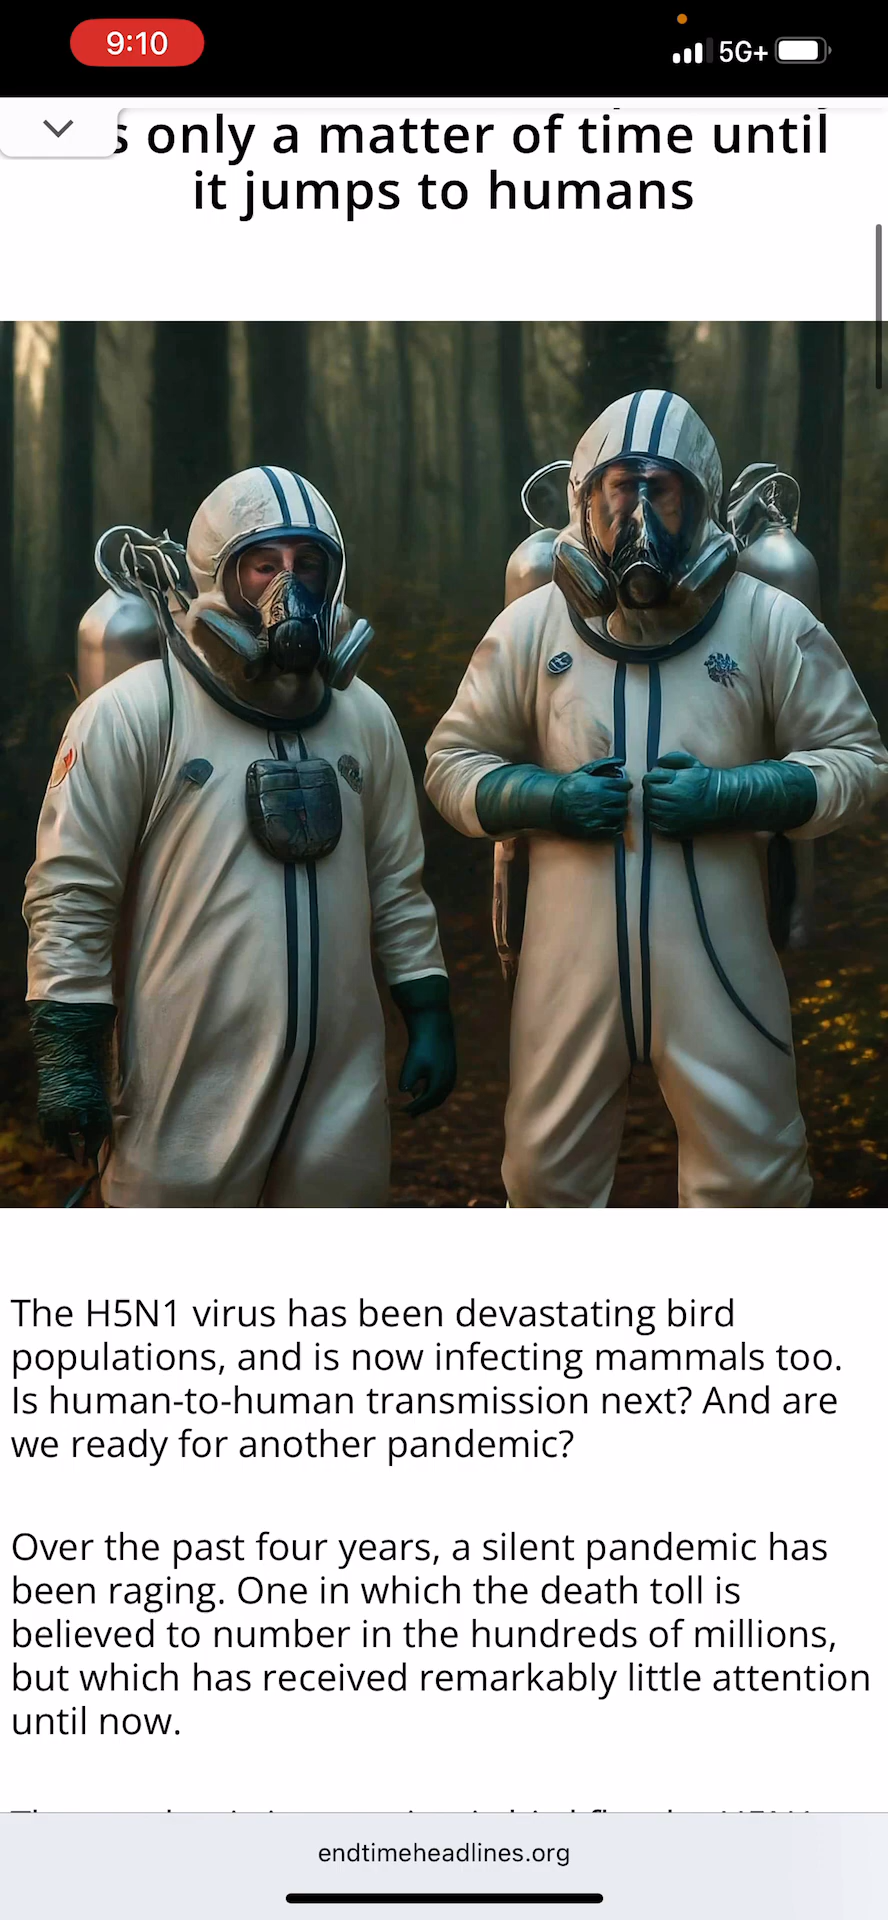 9:10
5G+
s only a matter of time until
it jumps to humans
The H5N1 virus has been devastating bird
populations, and is now infecting mammals too.
Is human-to-human transmission next? And are
we ready for another pandemic?
Over the past four years, a silent pandemic has
been raging. One in which the death toll is
believed to number in the hundreds of millions,
but which has received remarkably little attention
until now.
endtimeheadlines.org